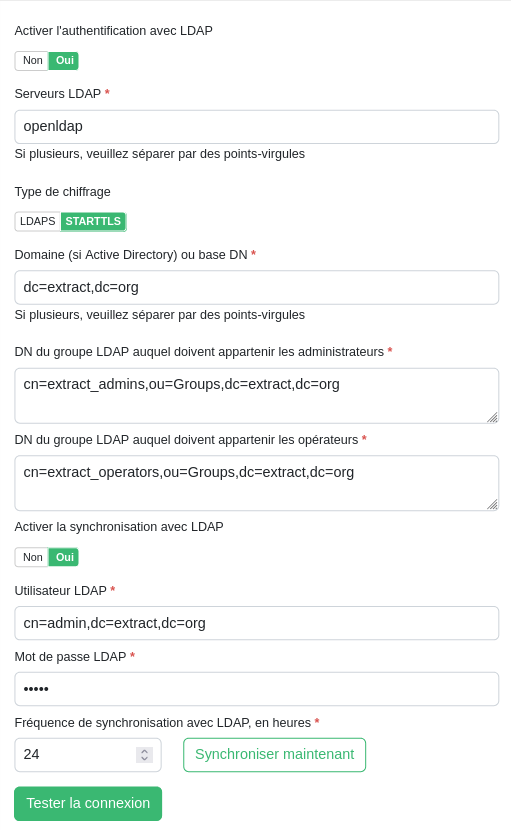 Activer l'authentification avec LDAP
Non Oui
Serveurs LDAP *
openldap
Si plusieurs, veuillez séparer par des points-virgules
Type de chiffrage
LDAPS STARTTLS
Domaine (si Active Directory) ou base DN *
dc=extract,dc=org
Si plusieurs, veuillez séparer par des points-virgules
DN du groupe LDAP auquel doivent appartenir les administrateurs *
cn=extract_admins,ou=Groups,dc=extract,dc=org
DN du groupe LDAP auquel doivent appartenir les opérateurs *
cn=extract_operators,ou=Groups,dc=extract,dc=org
Activer la synchronisation avec LDAP
Non Oui
Utilisateur LDAP *
cn=admin,dc=extract,dc=org
Mot de passe LDAP *
•••••
Fréquence de synchronisation avec LDAP, en heures *
24 Synchroniser maintenant
Tester la connexion